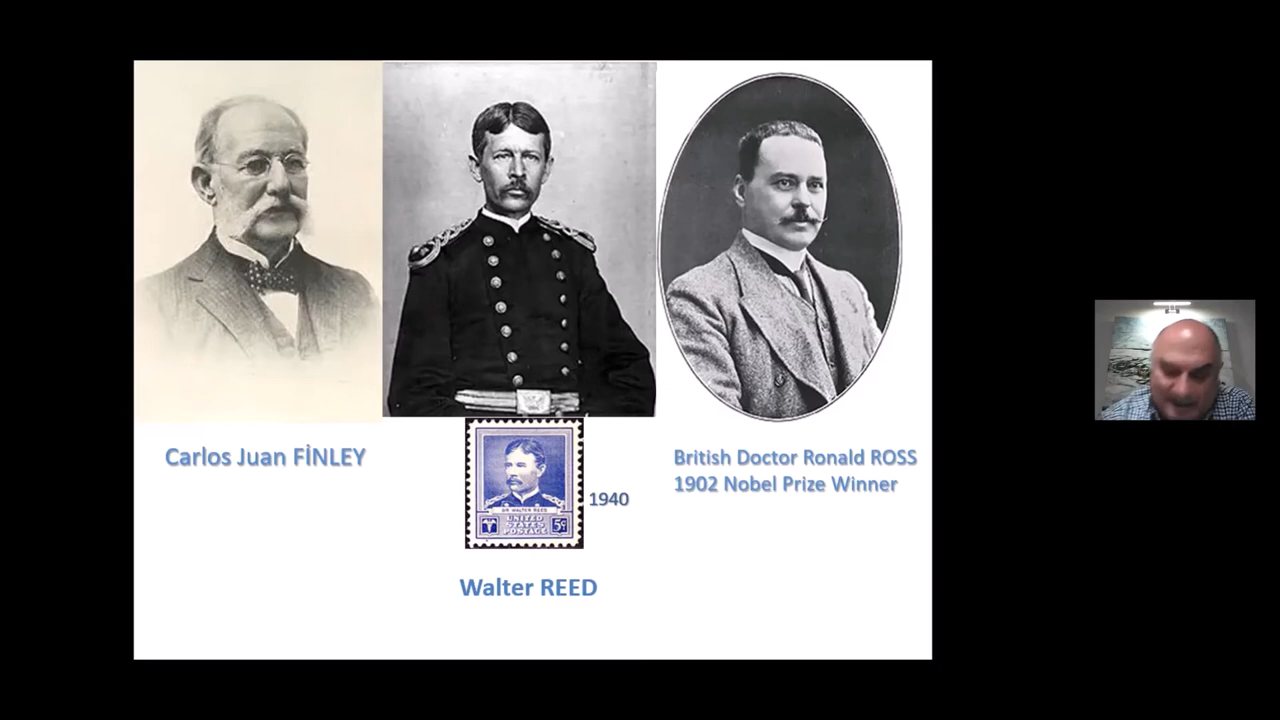 Carlos Juan FİNLEY
DR. WALTER REED
UNITED
STATES
POSTAGE
5¢
1940
Walter REED
British Doctor Ronald ROSS
1902 Nobel Prize Winner